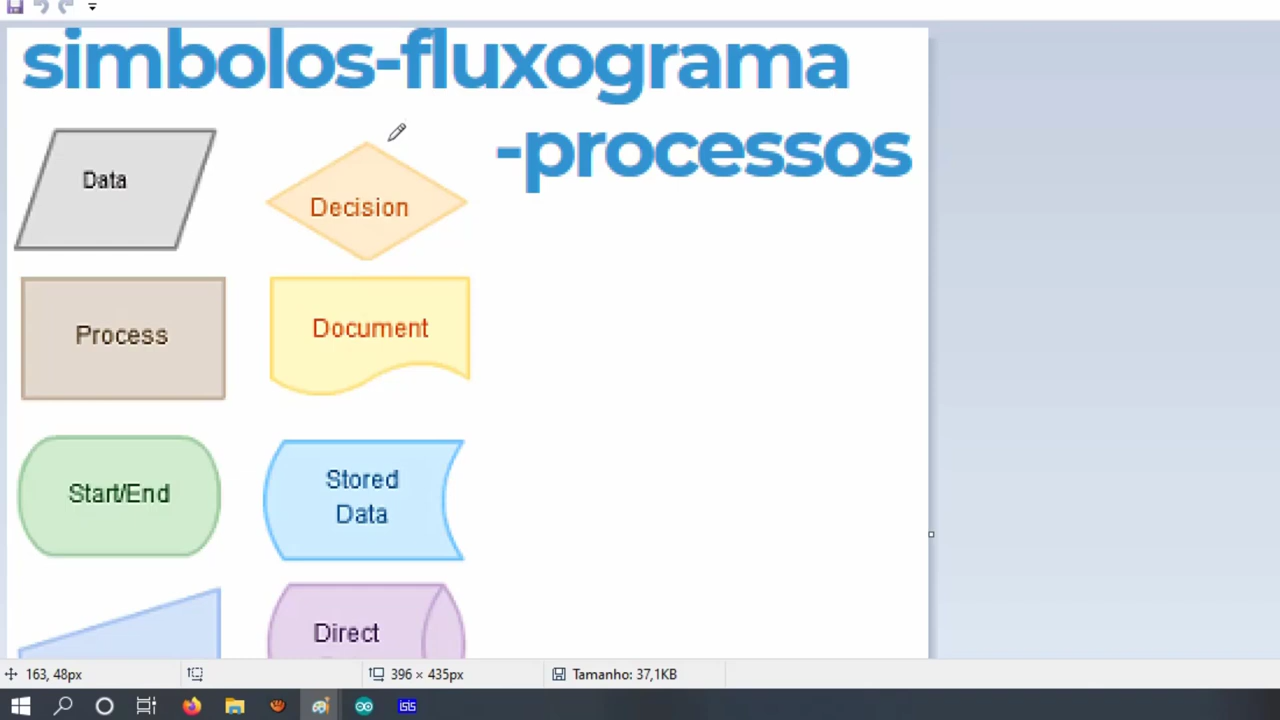 simbolos-fluxograma
-processos
Data
Decision
Process
Document
Start/End
Stored
Data
Direct
163, 48px
396 × 435px
Tamanho: 37,1KB
isis